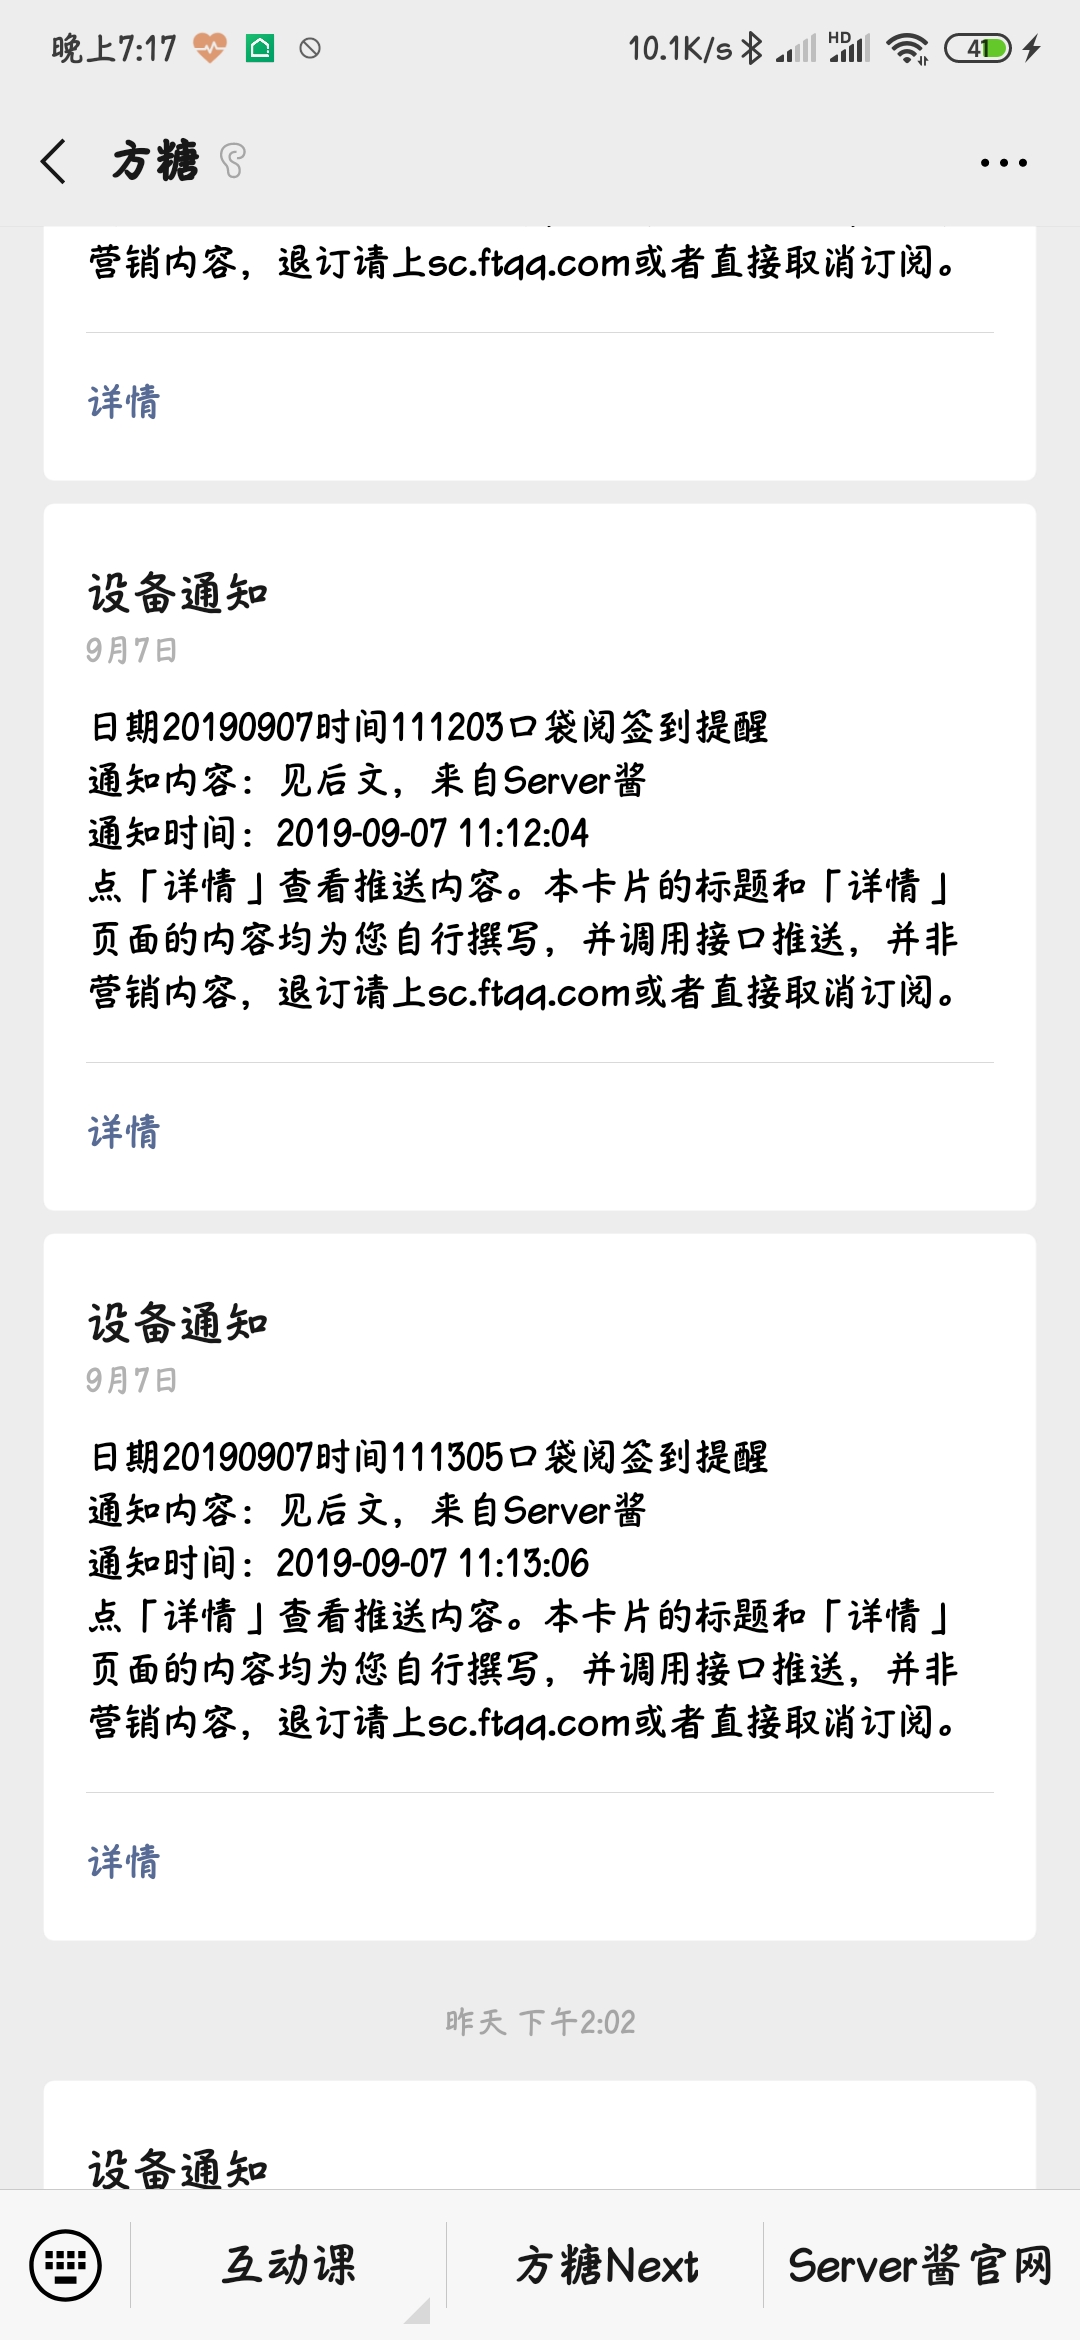 晚上7:17
10.1K/s
HD
41
方糖
营销内容，退订请上sc.ftqq.com或者直接取消订阅。
详情
设备通知
9月7日
日期20190907时间111203口袋阅签到提醒
通知内容：见后文，来自Server酱
通知时间：2019-09-07 11:12:04
点「详情」查看推送内容。本卡片的标题和「详情」
页面的内容均为您自行撰写，并调用接口推送，并非
营销内容，退订请上sc.ftqq.com或者直接取消订阅。
详情
设备通知
9月7日
日期20190907时间111305口袋阅签到提醒
通知内容：见后文，来自Server酱
通知时间：2019-09-07 11:13:06
点「详情」查看推送内容。本卡片的标题和「详情」
页面的内容均为您自行撰写，并调用接口推送，并非
营销内容，退订请上sc.ftqq.com或者直接取消订阅。
详情
昨天 下午2:02
设备通知
互动课
方糖Next
Server酱官网